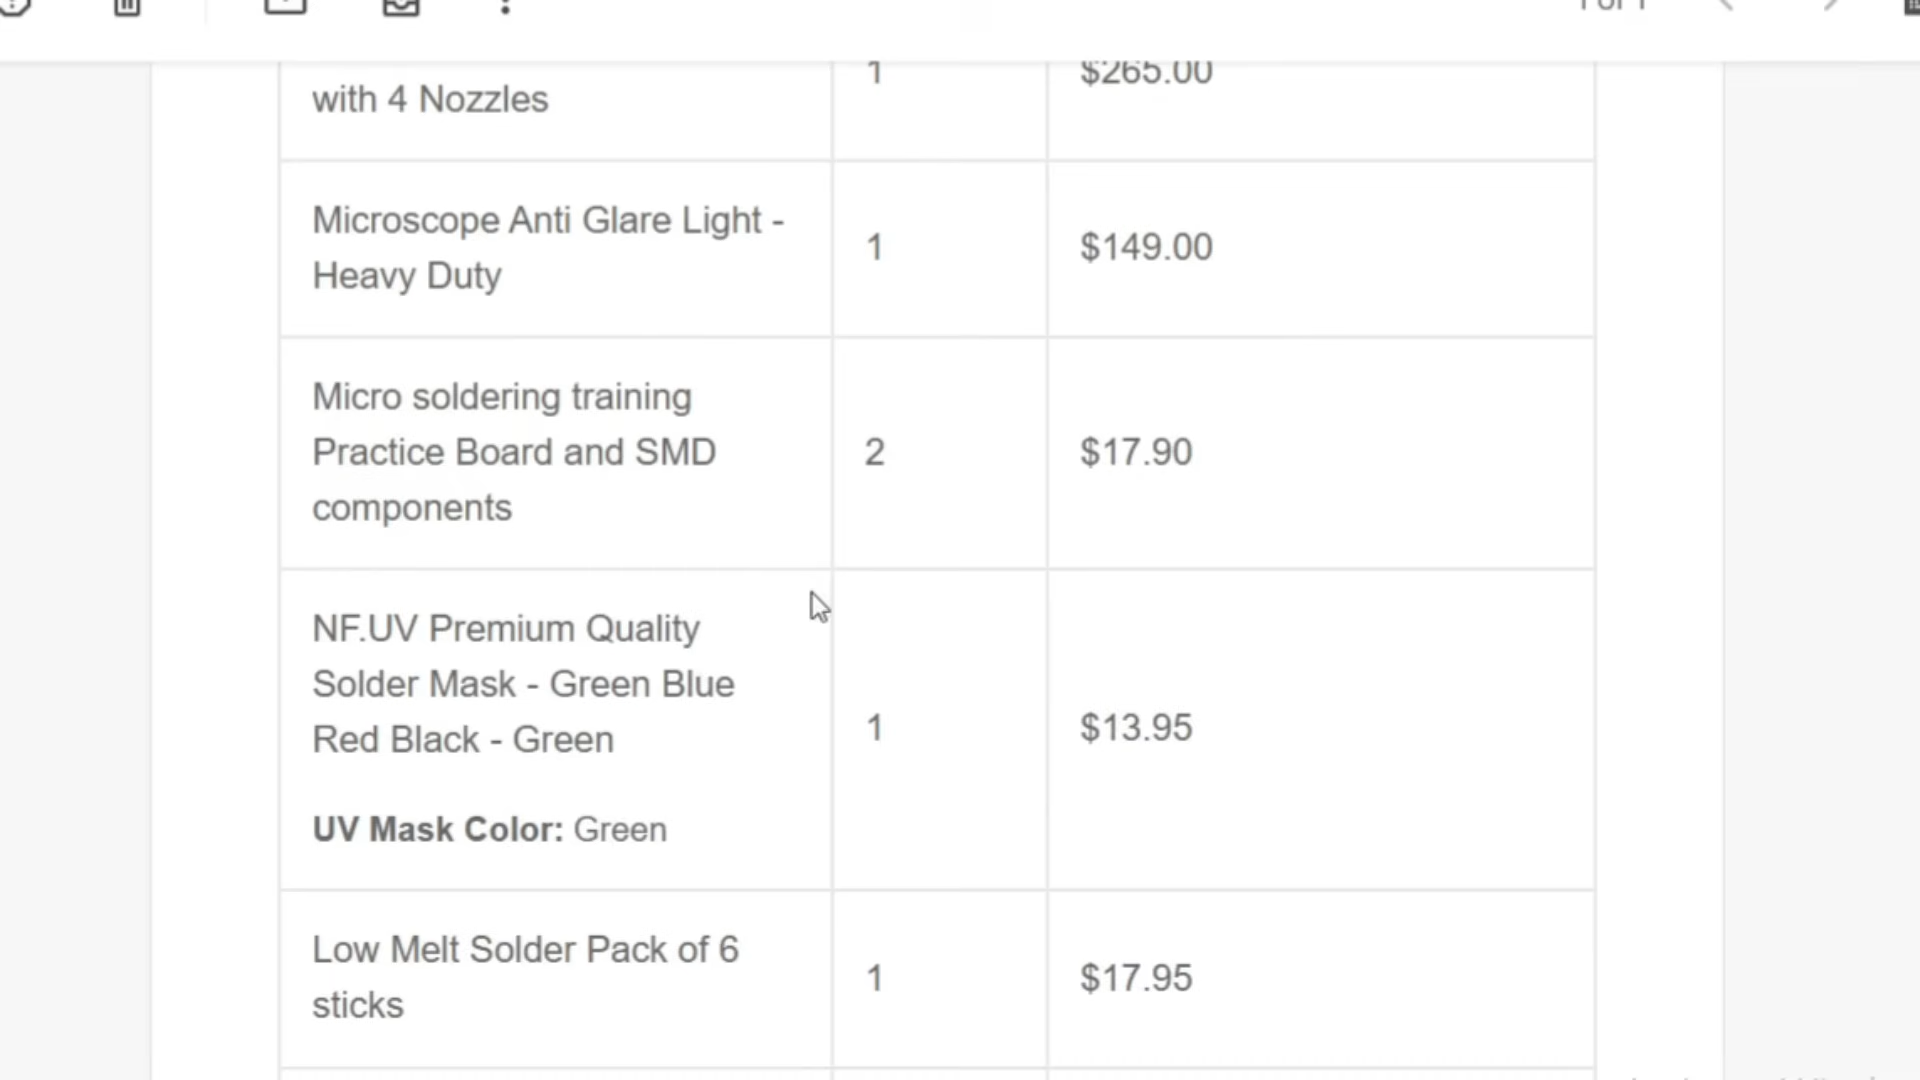 with 4 Nozzles
1
$265.00
Microscope Anti Glare Light -
Heavy Duty
1
$149.00
Micro soldering training
Practice Board and SMD
components
2
$17.90
NF.UV Premium Quality
Solder Mask - Green Blue
Red Black - Green
UV Mask Color: Green
1
$13.95
Low Melt Solder Pack of 6
sticks
1
$17.95